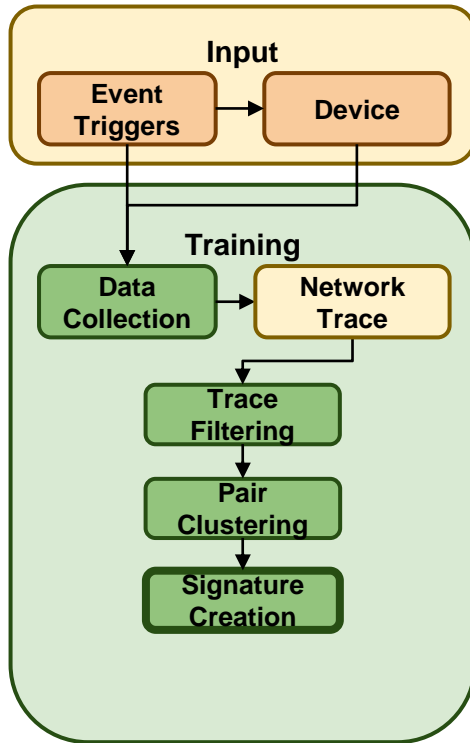 Input
Event
Triggers
Device
Training
Data
Collection
Network
Trace
Trace
Filtering
Pair
Clustering
Signature
Creation